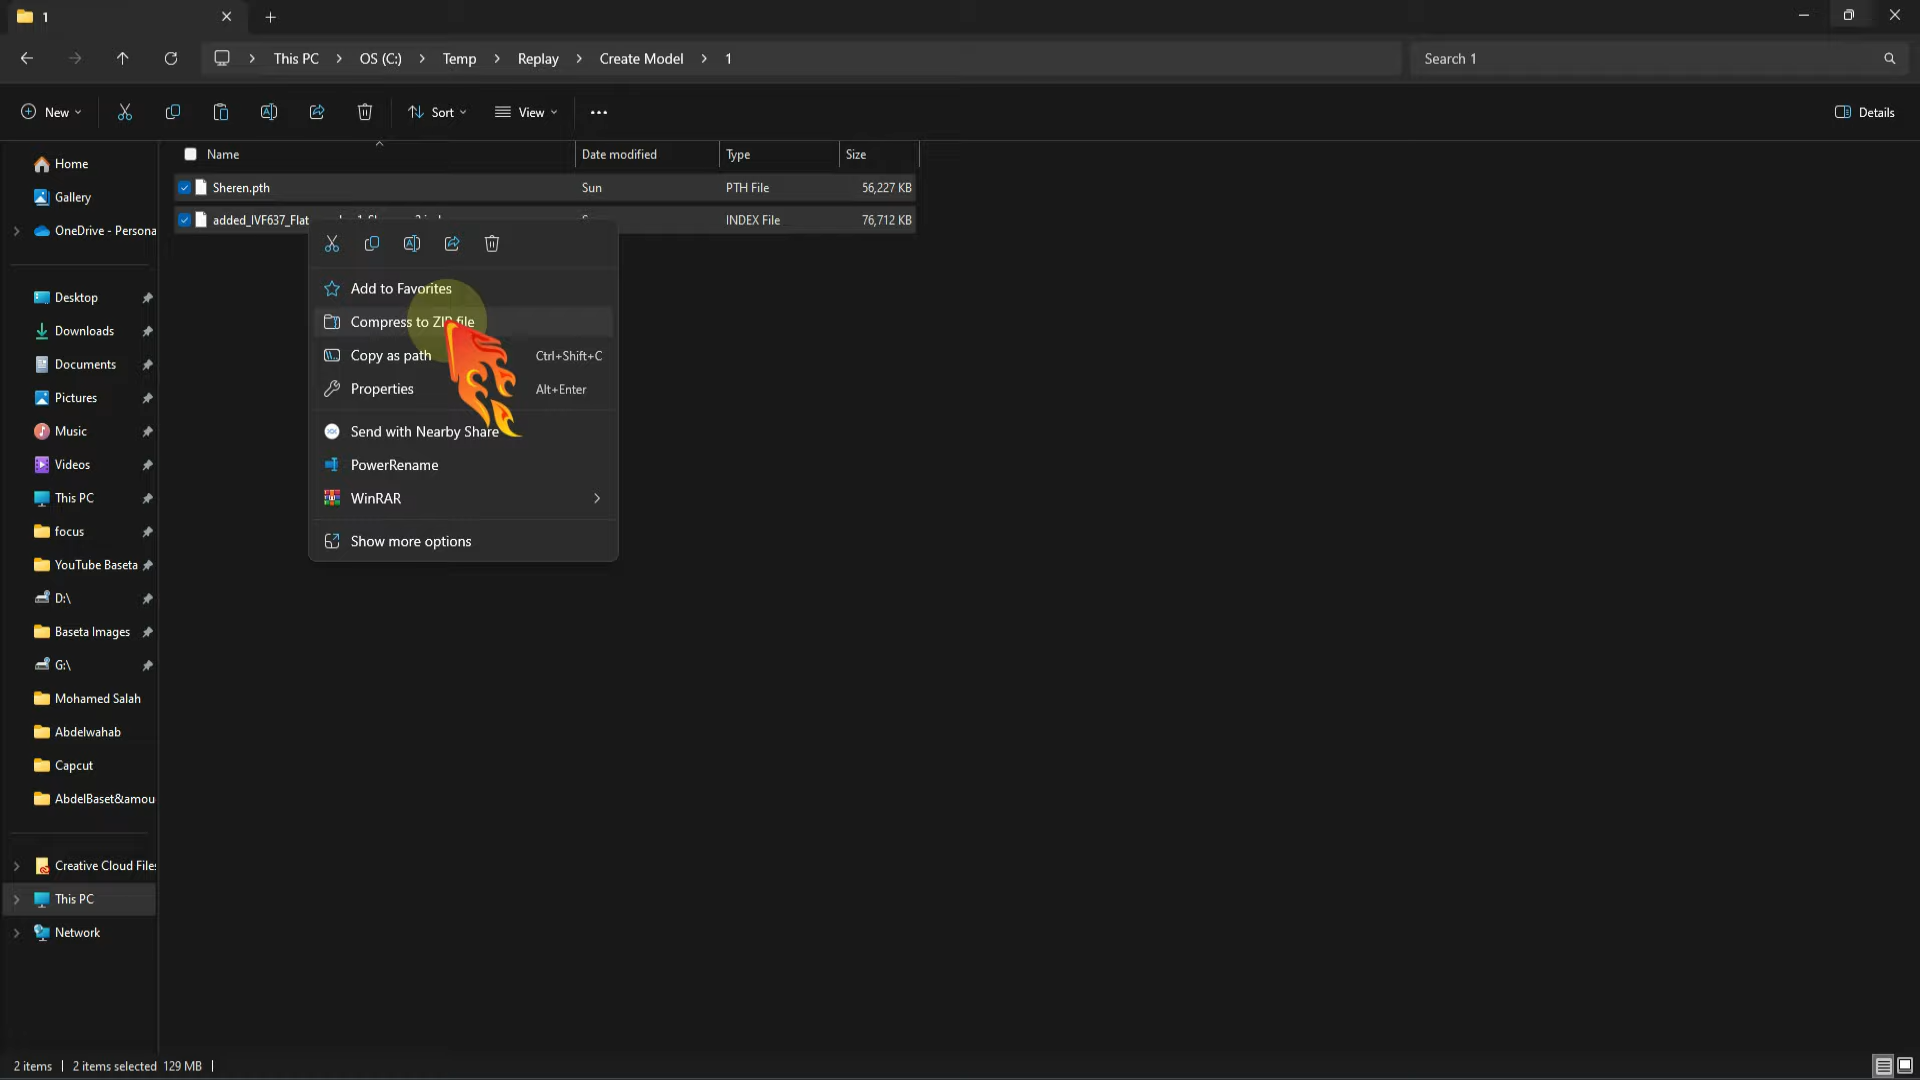 1
This PC > OS (C:) > Temp > Replay > Create Model > 1
Search 1
New
Sort
View
Details
Name
Date modified
Type
Size
Sheren.pth
Sun
PTH File
56,227 KB
added_IVF637_Flat
INDEX File
76,712 KB
Add to Favorites
Compress to ZIP file
Copy as path
Ctrl+Shift+C
Properties
Alt+Enter
Send with Nearby Share
PowerRename
WinRAR
Show more options
Home
Gallery
OneDrive - Persona
Desktop
Downloads
Documents
Pictures
Music
Videos
This PC
focus
YouTube Baseta
D:\
Baseta Images
G:\
Mohamed Salah
Abdelwahab
Capcut
AbdelBaset&amou
Creative Cloud Files
This PC
Network
2 items
2 items selected 129 MB